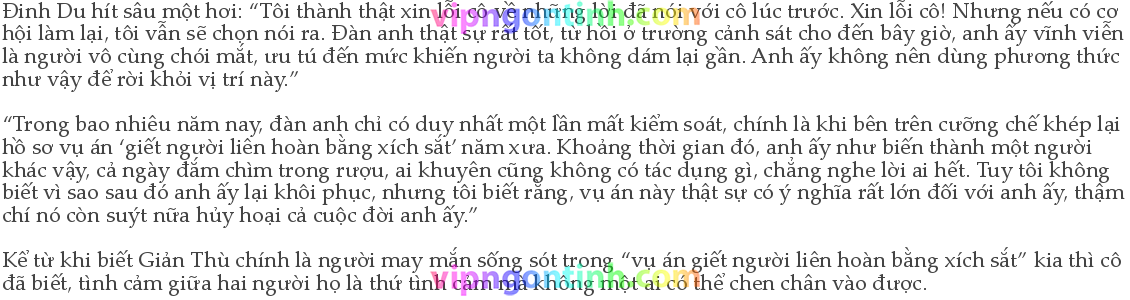 Đinh Du hít sâu một hơi: “Tôi thành thật xin lỗi cô về những lời đã nói với cô lúc trước. Xin lỗi cô! Nhưng nếu có cơ
hội làm lại, tôi vẫn sẽ chọn nói ra. Đàn anh thật sự rất tốt, từ hồi ở trường cảnh sát cho đến bây giờ, anh ấy vĩnh viễn
là người vô cùng chói mắt, ưu tú đến mức khiến người ta không dám lại gần. Anh ấy không nên dùng phương thức
như vậy để rời khỏi vị trí này.”
“Trong bao nhiêu năm nay, đàn anh chỉ có duy nhất một lần mất kiểm soát, chính là khi bên trên cưỡng chế khép lại
hồ sơ vụ án ‘giết người liên hoàn bằng xích sắt’ năm xưa. Khoảng thời gian đó, anh ấy như biến thành một người
khác vậy, cả ngày đắm chìm trong rượu, ai khuyên cũng không có tác dụng gì, chẳng nghe lời ai hết. Tuy tôi không
biết vì sao sau đó anh ấy lại khôi phục, nhưng tôi biết rằng, vụ án này thật sự có ý nghĩa rất lớn đối với anh ấy, thậm
chí nó còn suýt nữa hủy hoại cả cuộc đời anh ấy.”
Kể từ khi biết Giản Thù chính là người may mắn sống sót trong “vụ án giết người liên hoàn bằng xích sắt” kia thì cô
đã biết, tình cảm giữa hai người họ là thứ tình cảm mà không một ai có thể chen chân vào được.
vipngontinh.com
vipngontinh.com